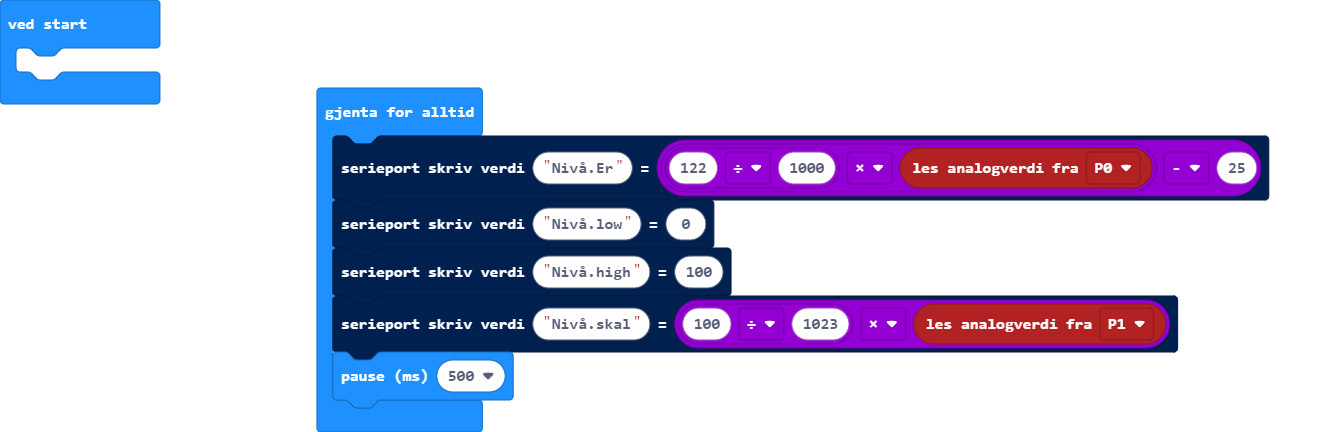 ved start
gjenta for alltid
serieport skriv verdi "Nivå.Er" = 122 ÷ 1000 × les analogverdi fra P0 - 25
serieport skriv verdi "Nivå.low" = 0
serieport skriv verdi "Nivå.high" = 100
serieport skriv verdi "Nivå.skal" = 100 ÷ 1023 × les analogverdi fra P1
pause (ms) 500